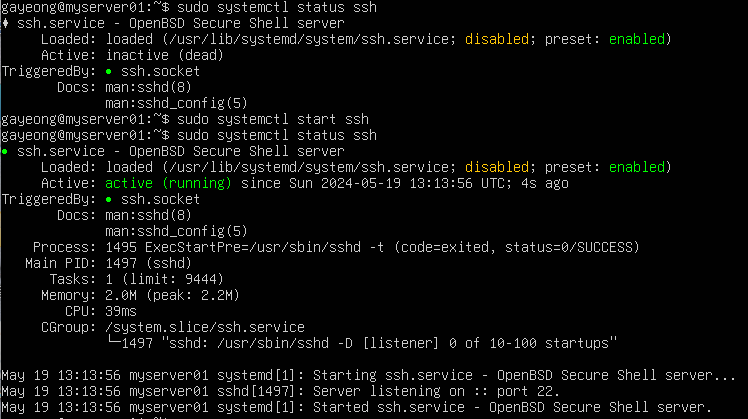 gayeong@myserver01:~$ sudo systemctl status ssh
ssh.service - OpenBSD Secure Shell server
Loaded: loaded (/usr/lib/systemd/system/ssh.service; disabled; preset: enabled)
Active: inactive (dead)
TriggeredBy: ● ssh.socket
Docs: man:sshd(8)
man:sshd_config(5)
gayeong@myserver01:~$ sudo systemctl start ssh
gayeong@myserver01:~$ sudo systemctl status ssh
● ssh.service - OpenBSD Secure Shell server
Loaded: loaded (/usr/lib/systemd/system/ssh.service; disabled; preset: enabled)
Active: active (running) since Sun 2024-05-19 13:13:56 UTC; 4s ago
TriggeredBy: ● ssh.socket
Docs: man:sshd(8)
man:sshd_config(5)
Process: 1495 ExecStartPre=/usr/sbin/sshd -t (code=exited, status=0/SUCCESS)
Main PID: 1497 (sshd)
Tasks: 1 (limit: 9444)
Memory: 2.0M (peak: 2.2M)
CPU: 39ms
CGroup: /system.slice/ssh.service
└─1497 "sshd: /usr/sbin/sshd -D [listener] 0 of 10-100 startups"
May 19 13:13:56 myserver01 systemd[1]: Starting ssh.service - OpenBSD Secure Shell server...
May 19 13:13:56 myserver01 sshd[1497]: Server listening on :: port 22.
May 19 13:13:56 myserver01 systemd[1]: Started ssh.service - OpenBSD Secure Shell server.